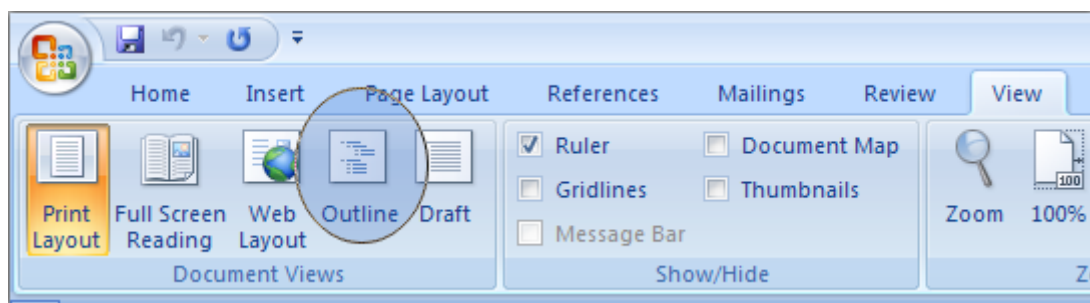 Home Insert Page Layout References Mailings Review View
Ruler Document Map
Gridlines Thumbnails
100
Print Full Screen Web Outline Draft Zoom 100%
Layout Reading Layout
Message Bar
Document Views Show/Hide Z